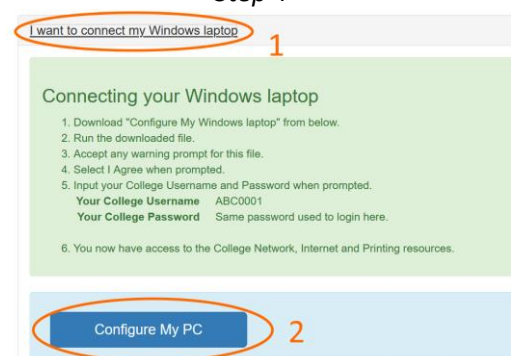 I want to connect my Windows laptop
1
Connecting your Windows laptop
1. Download "Configure My Windows laptop" from below.
2. Run the downloaded file.
3. Accept any warning prompt for this file.
4. Select I Agree when prompted.
5. Input your College Username and Password when prompted.
Your College Username ABC0001
Your College Password Same password used to login here.
6. You now have access to the College Network, Internet and Printing resources.
Configure My PC 2